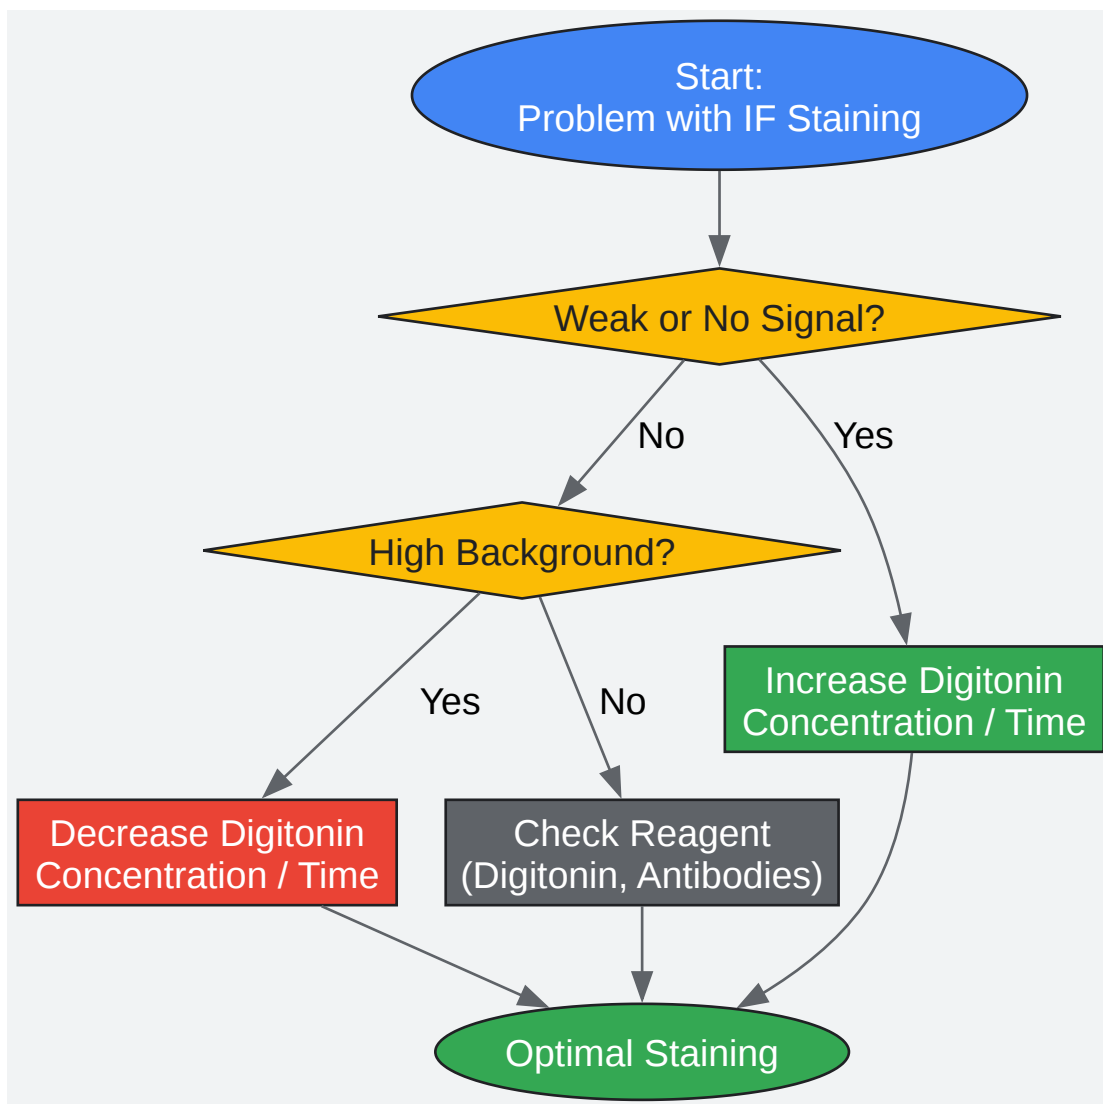 Start:
Problem with IF Staining
Weak or No Signal?
No
Yes
High Background?
Increase Digitonin
Concentration / Time
Yes
No
Decrease Digitonin
Concentration / Time
Check Reagent
(Digitonin, Antibodies)
Optimal Staining